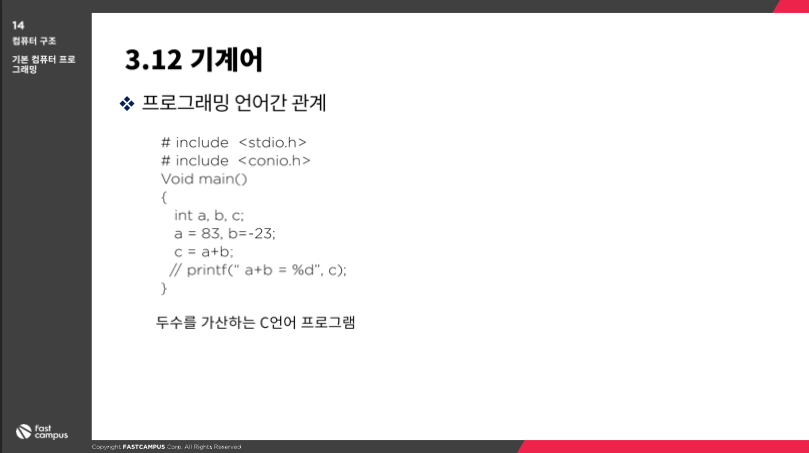 14
컴퓨터 구조
기본 컴퓨터 프로
그래밍
3.12 기계어
❖ 프로그래밍 언어간 관계
# include <stdio.h>
# include <conio.h>
Void main()
{
int a, b, c;
a = 83, b=-23;
c = a+b;
// printf(“ a+b = %d”, c);
}
두수를 가산하는 C언어 프로그램
Fast
campus
Copyright FASTCAMPUS Corp. All Rights Reserved